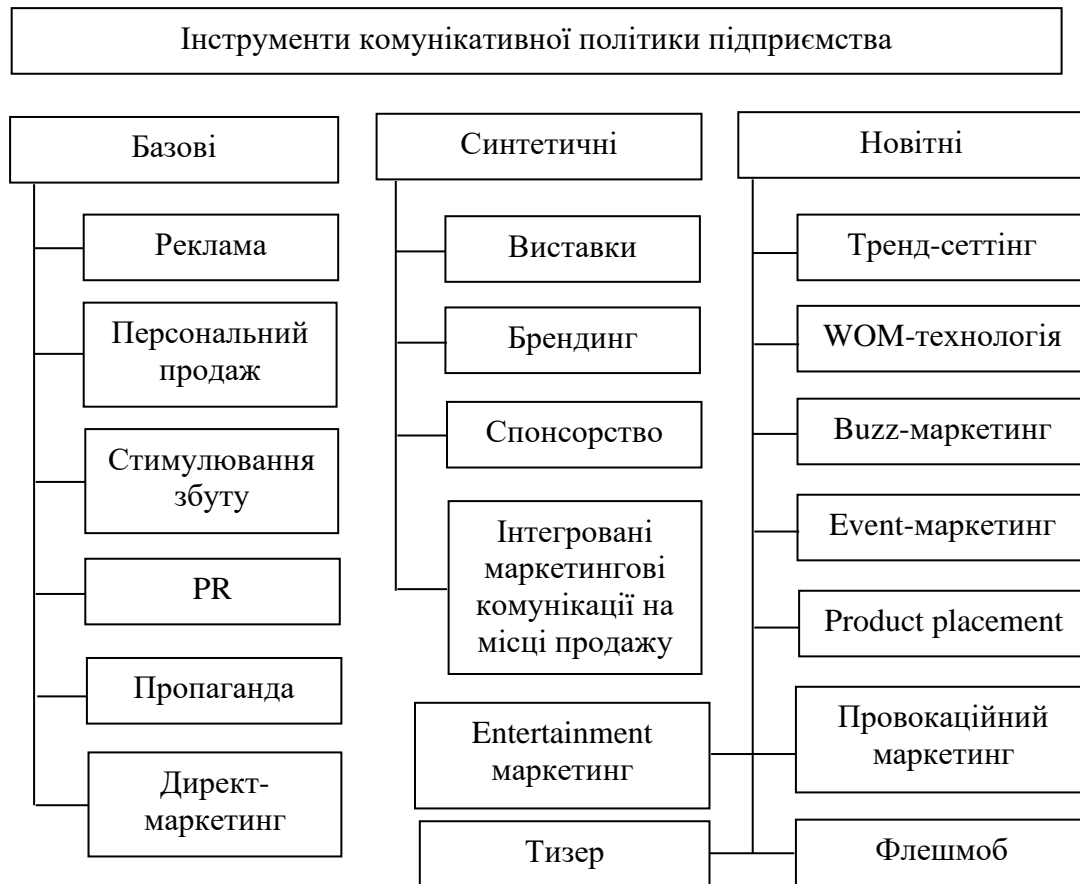 Інструменти комунікативної політики підприємства
Базові
Реклама
Персональний
продаж
Стимулювання
збуту
PR
Пропаганда
Директ-
маркетинг
Синтетичні
Виставки
Брендинг
Спонсорство
Інтегровані
маркетингові
комунікації на
місці продажу
Новітні
Тренд-сеттінг
WOM-технологія
Buzz-маркетинг
Event-маркетинг
Product placement
Entertainment
маркетинг
Провокаційний
маркетинг
Тизер
Флешмоб